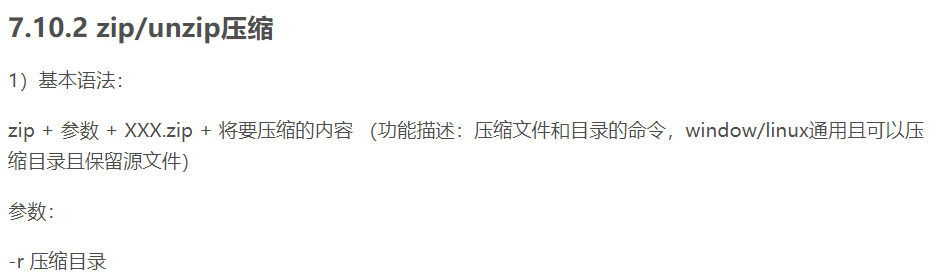 7.10.2 zip/unzip压缩
1）基本语法：
zip + 参数 + XXX.zip + 将要压缩的内容 （功能描述：压缩文件和目录的命令，window/linux通用且可以压
缩目录且保留源文件）
参数：
-r 压缩目录